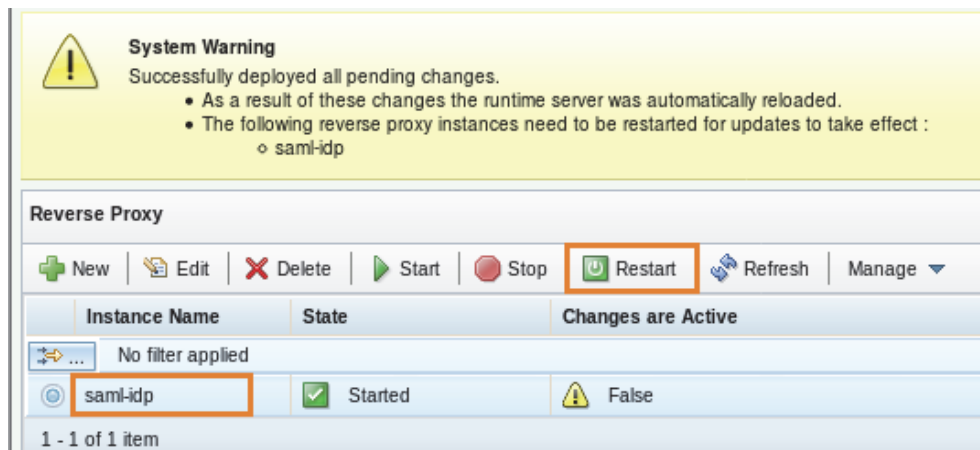 System Warning
Successfully deployed all pending changes.
• As a result of these changes the runtime server was automatically reloaded.
• The following reverse proxy instances need to be restarted for updates to take effect :
saml-idp
Reverse Proxy
New Edit Delete Start Stop Restart Refresh Manage
Instance Name State Changes are Active
... No filter applied
saml-idp Started False
1 - 1 of 1 item